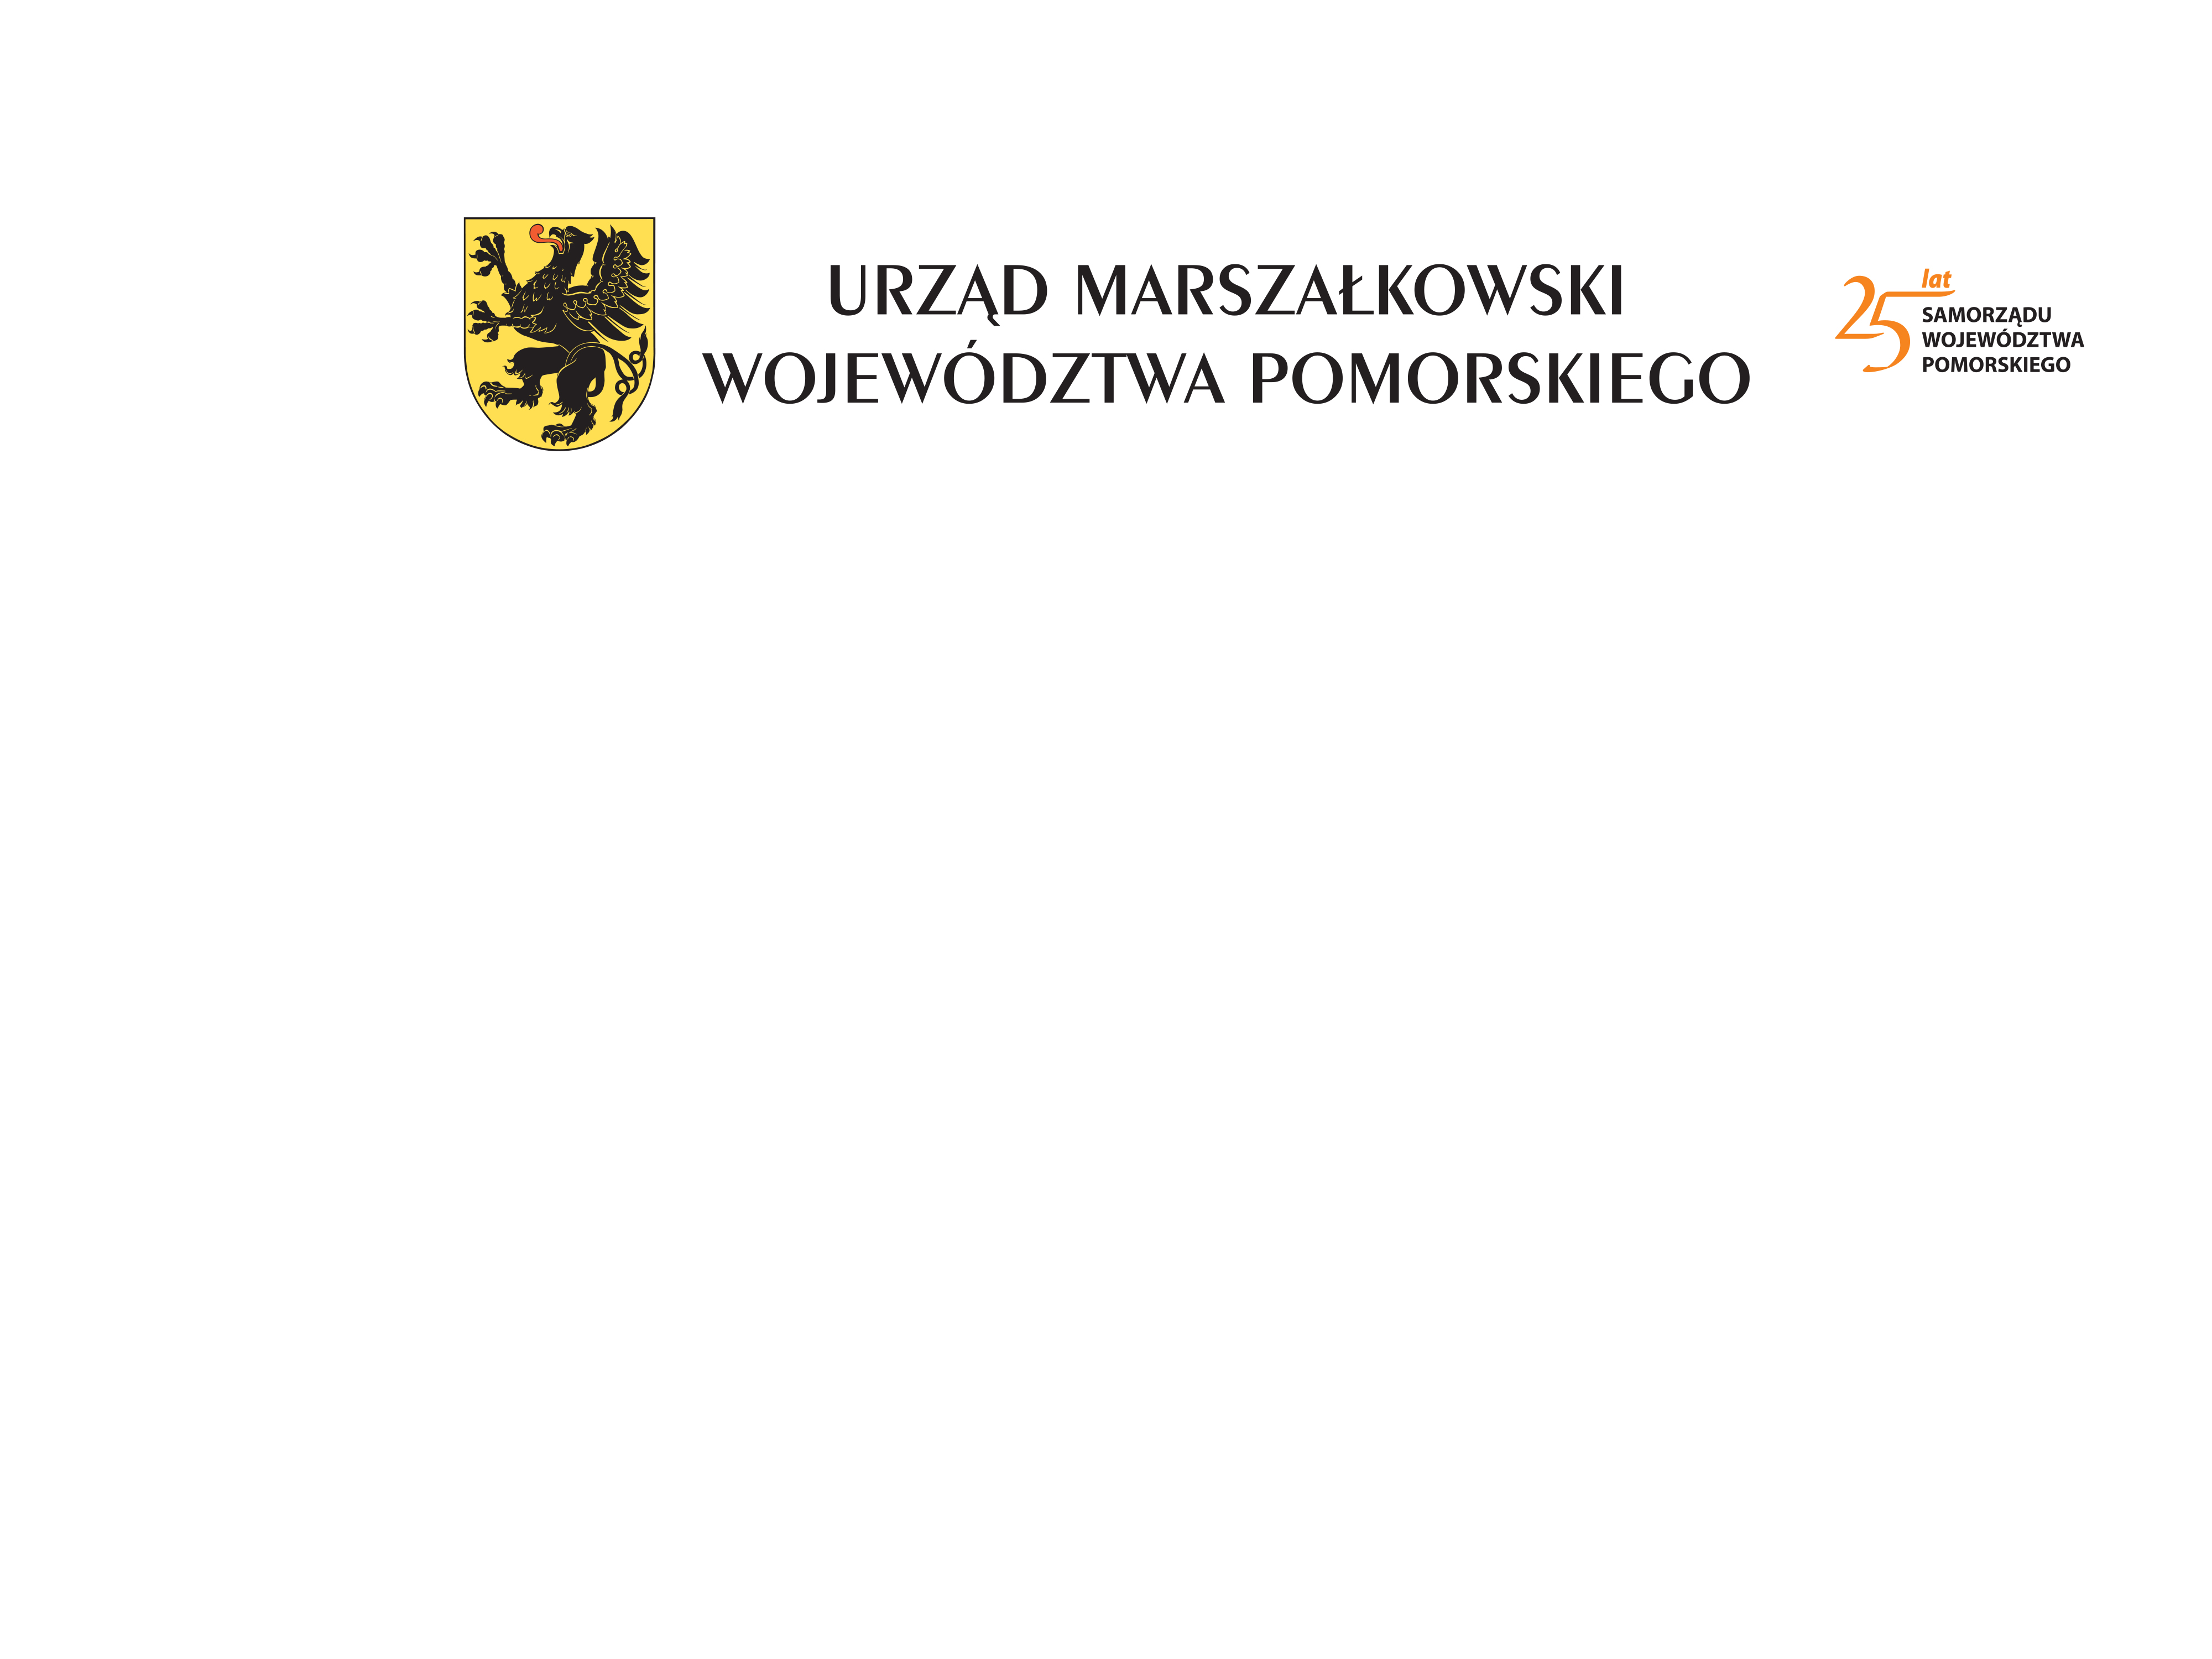 URZĄD MARSZAŁKOWSKI
WOJEWÓDZTWA POMORSKIEGO
25 lat
SAMORZĄDU
WOJEWÓDZTWA
POMORSKIEGO